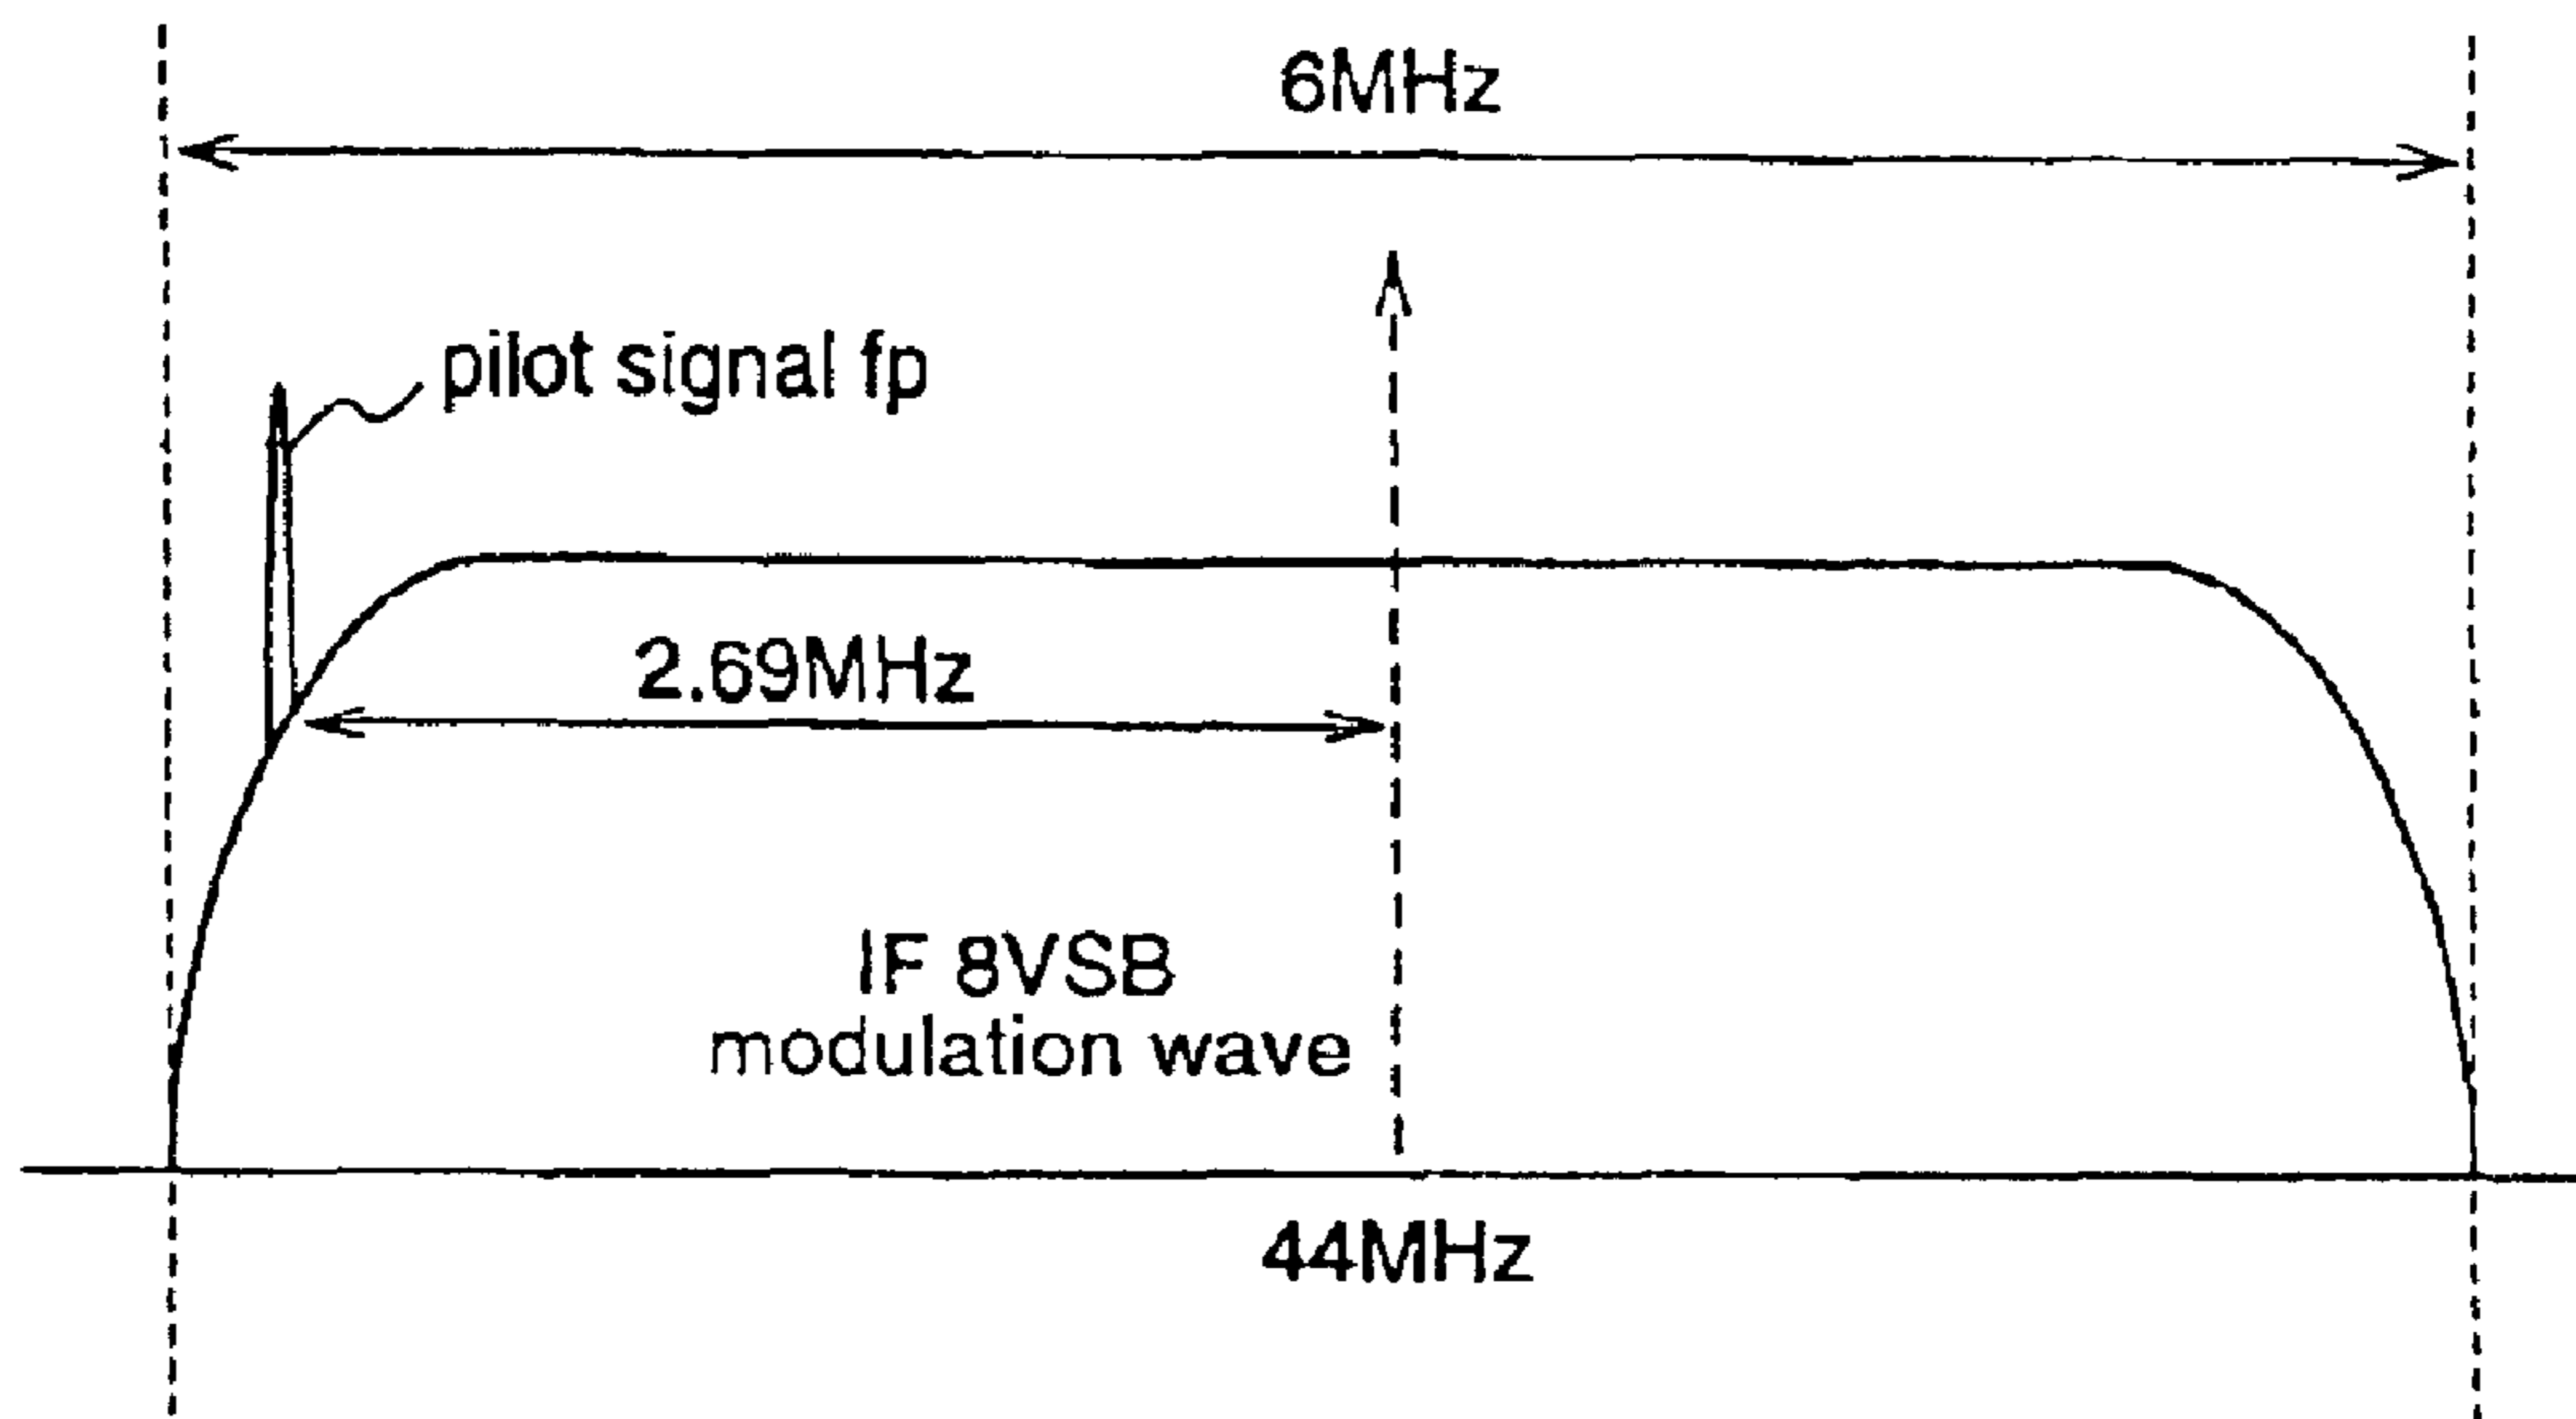 6MHz
pilot signal fp
2.69MHz
IF 8VSB
modulation wave
44MHz